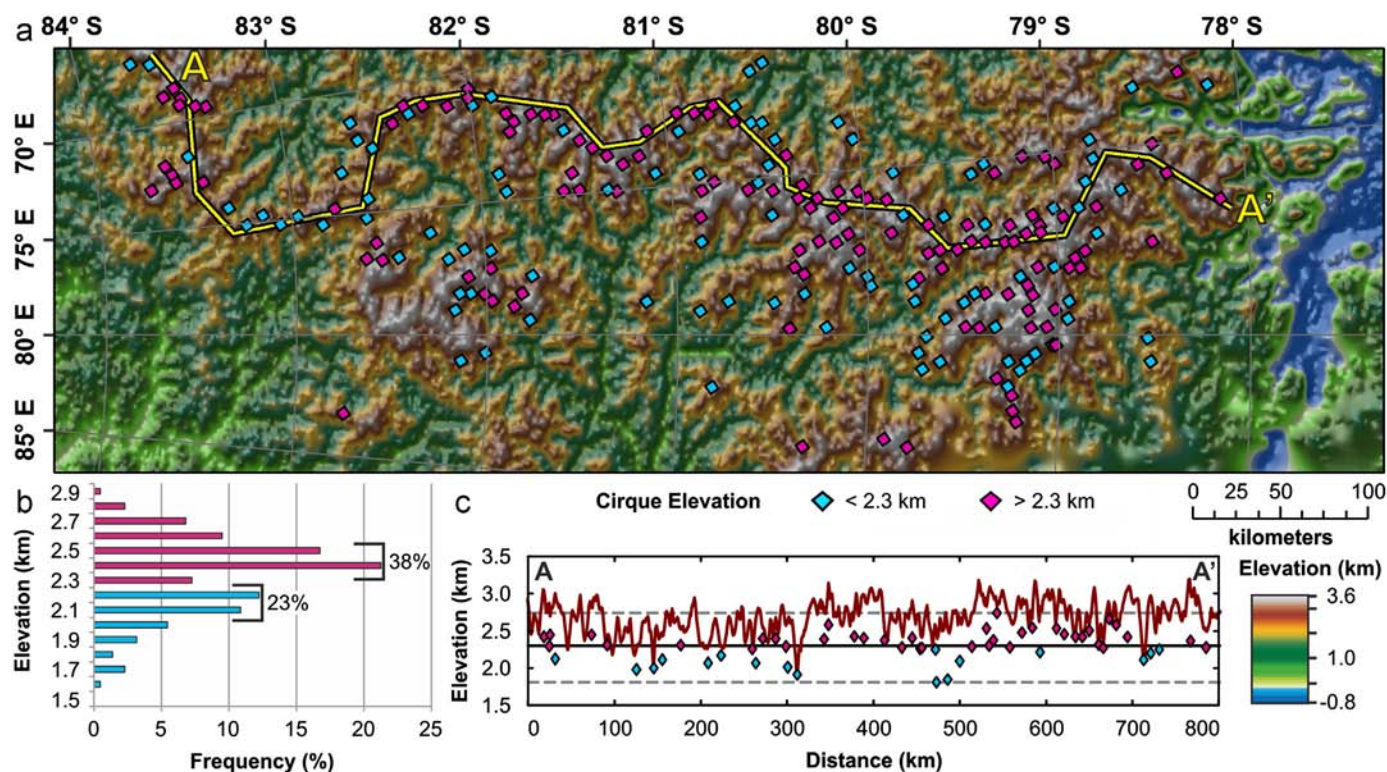 a
84° S 83° S 82° S 81° S 80° S 79° S 78° S
70° E
75° E
80° E
85° E
A
A'
b
Elevation (km)
2.9
2.7
2.5
2.3
2.1
1.9
1.7
1.5
38%
23%
0 5 10 15 20 25
Frequency (%)
Cirque Elevation < 2.3 km > 2.3 km
c
Elevation (km)
3.5
3.0
2.5
2.0
1.5
A A'
0 100 200 300 400 500 600 700 800
Distance (km)
0 25 50 100
kilometers
Elevation (km)
3.6
1.0
-0.8